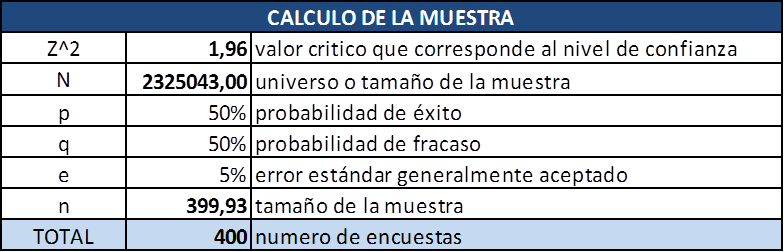 CALCULO DE LA MUESTRA
Z^2 1,96 valor critico que corresponde al nivel de confianza
N 2325043,00 universo o tamaño de la muestra
p 50% probabilidad de éxito
q 50% probabilidad de fracaso
e 5% error estándar generalmente aceptado
n 399,93 tamaño de la muestra
TOTAL 400 numero de encuestas